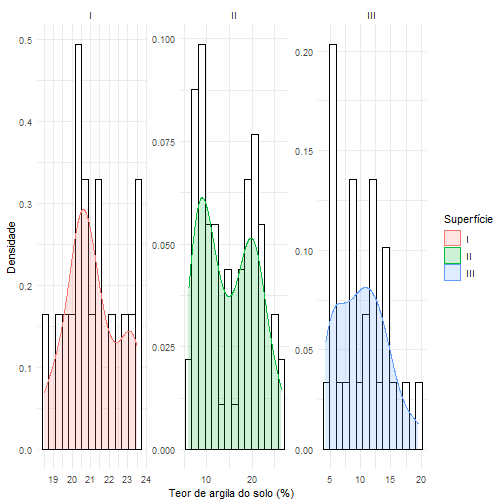 I II III
Densidade
0.5
0.4
0.3
0.2
0.1
0.0
19 20 21 22 23 24
0.100
0.075
0.050
0.025
0.000
10 20
0.20
0.15
0.10
0.05
0.00
5 10 15 20
Teor de argila do solo (%)
Superfície
I
II
III